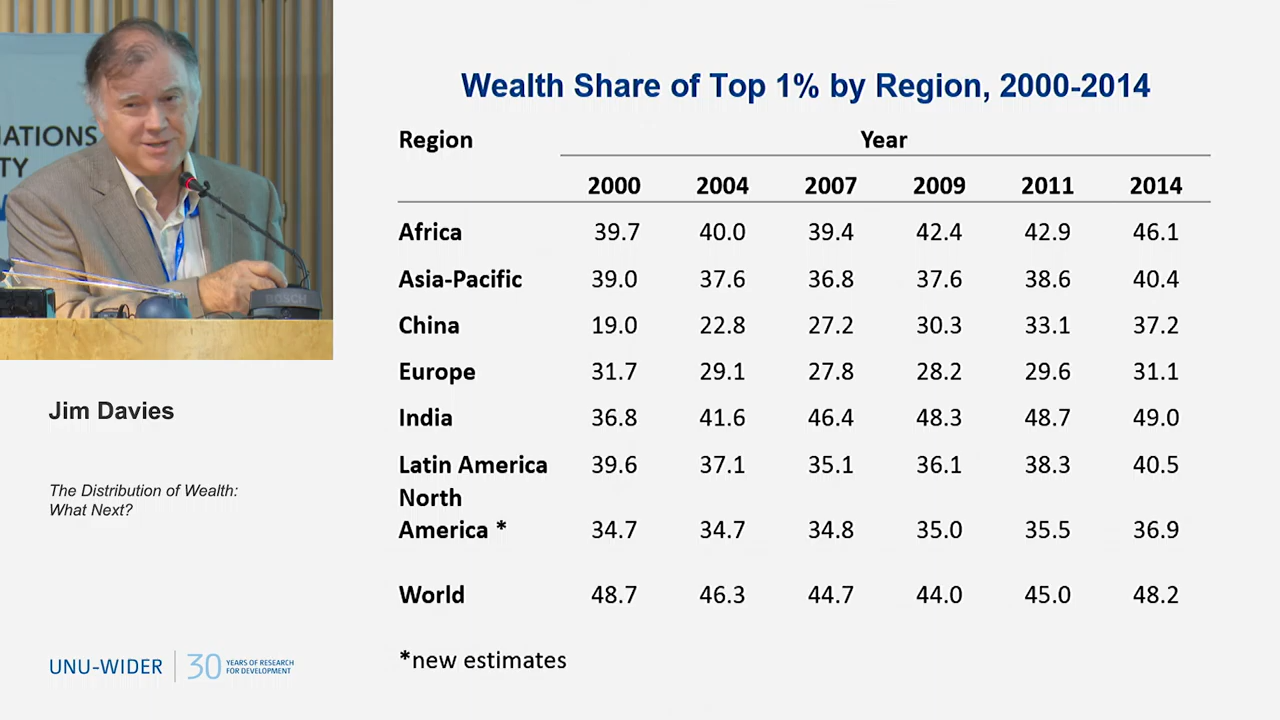 NATIONS
TY
BOSCH
Jim Davies
The Distribution of Wealth:
What Next?
UNU-WIDER
30 YEARS OF RESEARCH
FOR DEVELOPMENT
Wealth Share of Top 1% by Region, 2000-2014
Region Year
2000 2004 2007 2009 2011 2014
Africa 39.7 40.0 39.4 42.4 42.9 46.1
Asia-Pacific 39.0 37.6 36.8 37.6 38.6 40.4
China 19.0 22.8 27.2 30.3 33.1 37.2
Europe 31.7 29.1 27.8 28.2 29.6 31.1
India 36.8 41.6 46.4 48.3 48.7 49.0
Latin America 39.6 37.1 35.1 36.1 38.3 40.5
North
America * 34.7 34.7 34.8 35.0 35.5 36.9
World 48.7 46.3 44.7 44.0 45.0 48.2
*new estimates